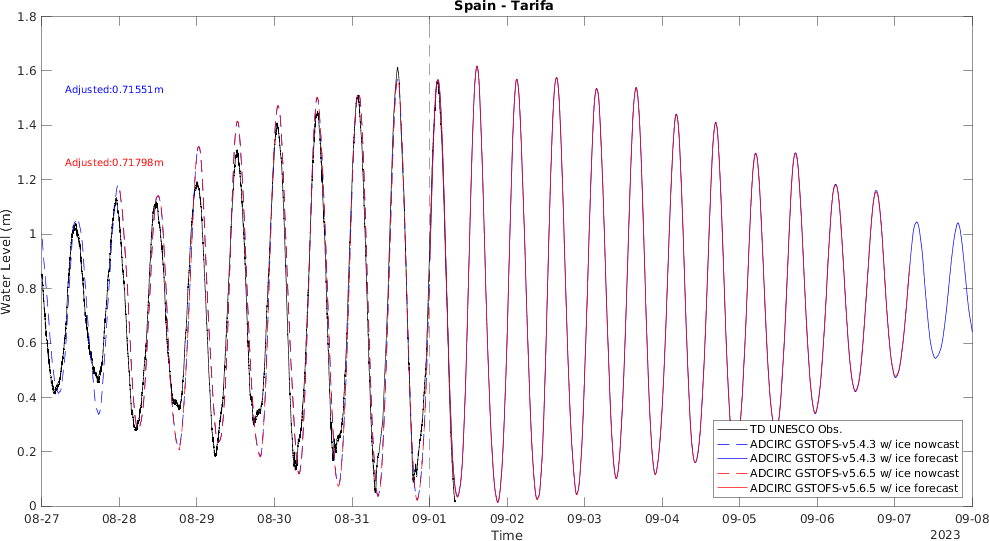 Spain - Tarifa
1.8
1.6
1.4
1.2
1
0.8
0.6
0.4
0.2
0
Water Level (m)
Adjusted:0.71551m
Adjusted:0.71798m
TD UNESCO Obs.
ADCIRC GSTOFS-v5.4.3 w/ ice nowcast
ADCIRC GSTOFS-v5.4.3 w/ ice forecast
ADCIRC GSTOFS-v5.6.5 w/ ice nowcast
ADCIRC GSTOFS-v5.6.5 w/ ice forecast
08-27 08-28 08-29 08-30 08-31 09-01 09-02 09-03 09-04 09-05 09-06 09-07 09-08
Time
2023